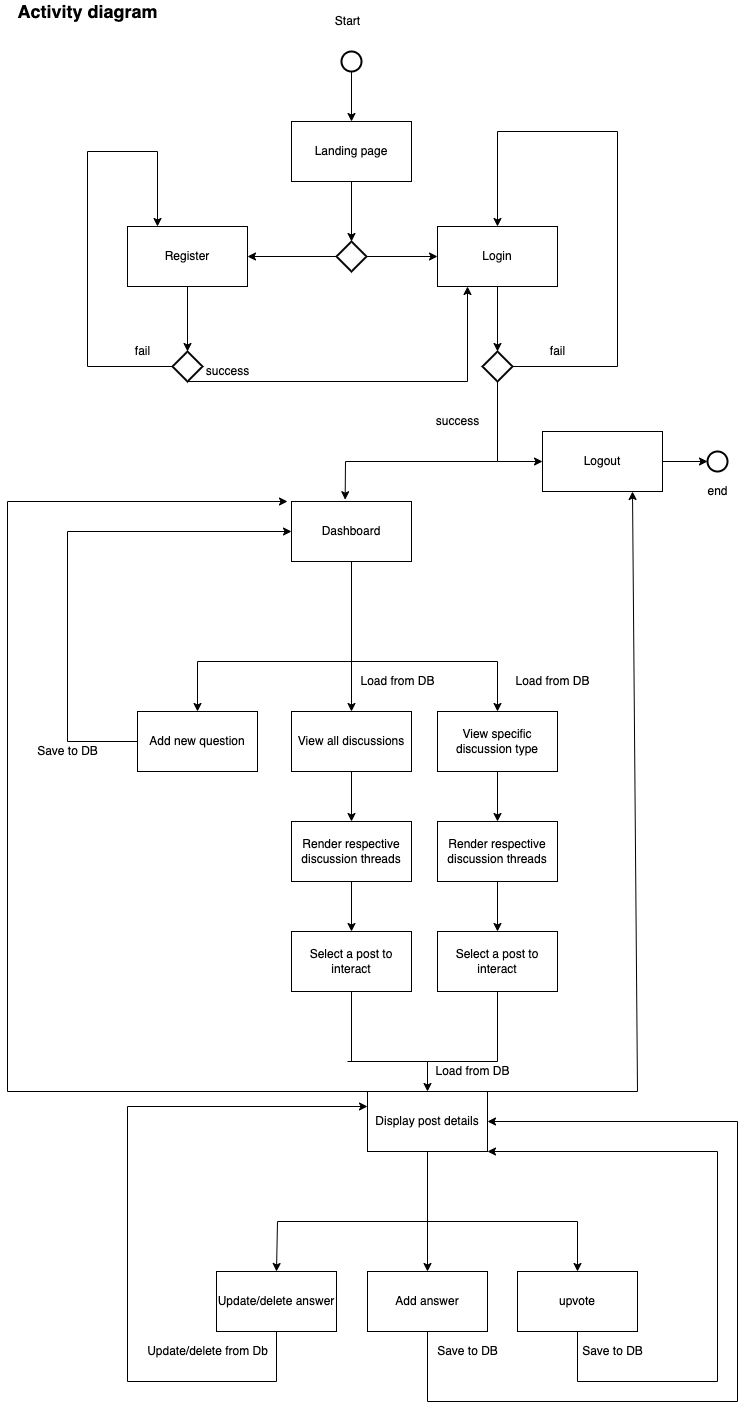 Activity diagram
Start
Landing page
Register
Login
fail
success
fail
success
Logout
end
Dashboard
Load from DB
Load from DB
Add new question
View all discussions
View specific
discussion type
Save to DB
Render respective
discussion threads
Render respective
discussion threads
Select a post to
interact
Select a post to
interact
Load from DB
Display post details
Update/delete answer
Add answer
upvote
Update/delete from Db
Save to DB
Save to DB